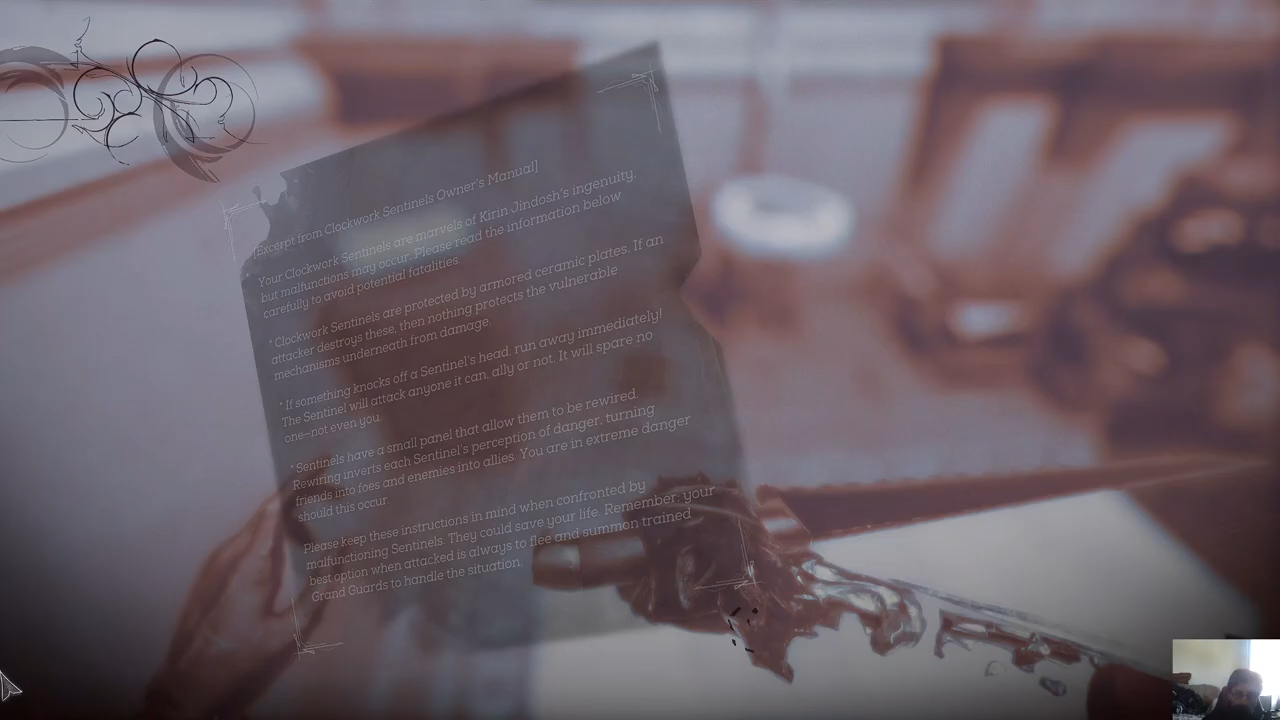 [Excerpt from Clockwork Sentinels Owner's Manual]
Your Clockwork Sentinels are marvels of Kirin Jindosh's ingenuity,
but malfunctions may occur. Please read the information below
carefully to avoid potential fatalities.
* Clockwork Sentinels are protected by armored ceramic plates. If an
attacker destroys these, then nothing protects the vulnerable
mechanisms underneath from damage.
* If something knocks off a Sentinel's head, run away immediately!
The Sentinel will attack anyone it can, ally or not. It will spare no
one—not even you.
* Sentinels have a small panel that allow them to be rewired.
Rewiring inverts each Sentinel's perception of danger, turning
friends into foes and enemies into allies. You are in extreme danger
should this occur.
Please keep these instructions in mind when confronted by
malfunctioning Sentinels. They could save your life. Remember, your
best option when attacked is always to flee and summon trained
Grand Guards to handle the situation.